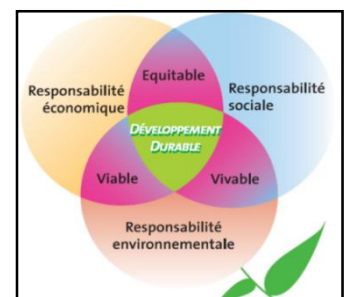 Equitable
Responsabilité
économique
Responsabilité
sociale
DÉVELOPPEMENT
DURABLE
Viable
Vivable
Responsabilité
environnementale